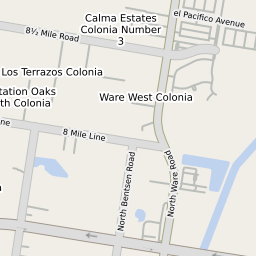 Calma Estates
Colonia Number
3
el Pacifico Avenue
8½ Mile Road
Los Terrazos Colonia
tation Oaks
th Colonia
Ware West Colonia
ne
8 Mile Line
North Bentsen Road
North Ware Road
a